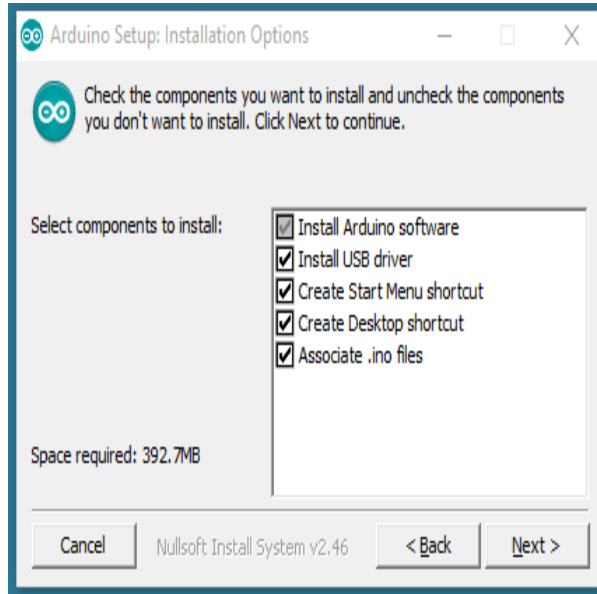 Arduino Setup: Installation Options
Check the components you want to install and uncheck the components
you don't want to install. Click Next to continue.
Select components to install:
Install Arduino software
Install USB driver
Create Start Menu shortcut
Create Desktop shortcut
Associate .ino files
Space required: 392.7MB
Cancel
Nullsoft Install System v2.46
< Back
Next >